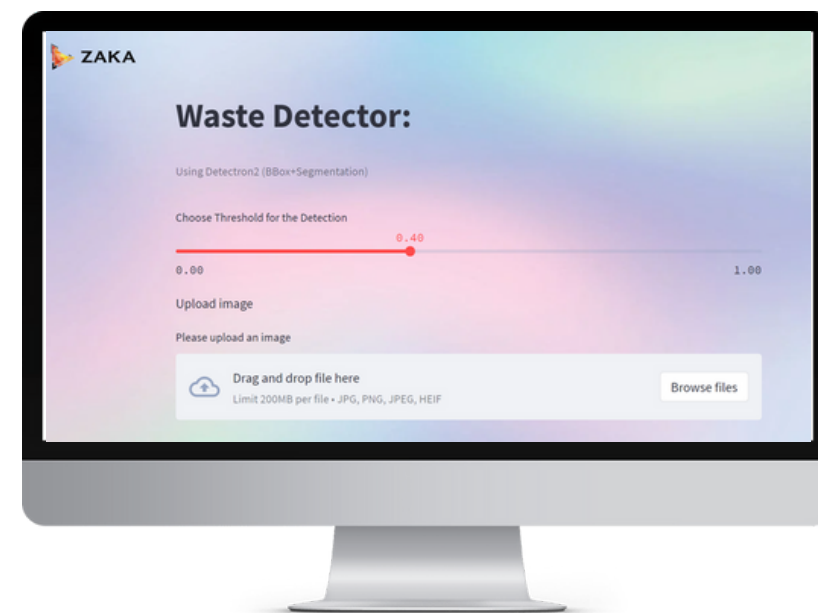 ZAKA
Waste Detector:
Using Detectron2 (BBox+Segmentation)
Choose Threshold for the Detection
0.40
0.00 1.00
Upload image
Please upload an image
Drag and drop file here
Limit 200MB per file • JPG, PNG, JPEG, HEIF
Browse files